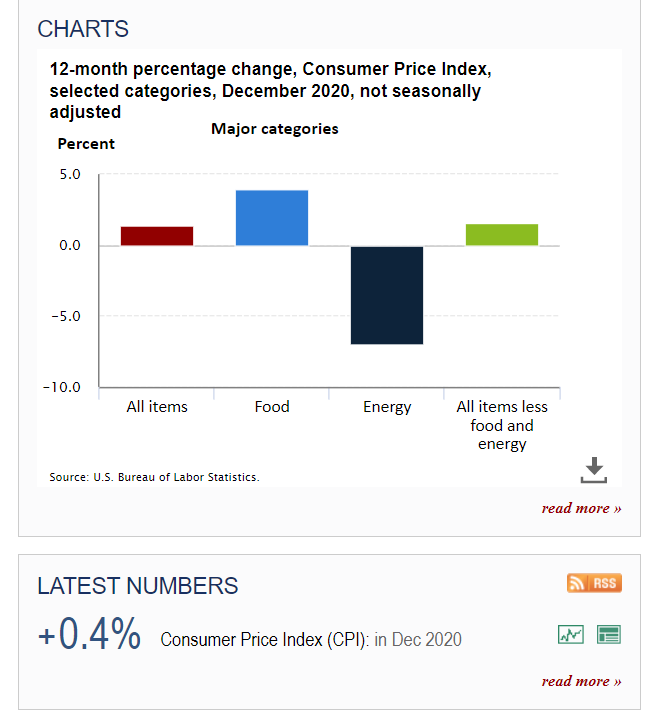 CHARTS
12-month percentage change, Consumer Price Index,
selected categories, December 2020, not seasonally
adjusted
Major categories
Percent
5.0
0.0
−5.0
−10.0
All items
Food
Energy
All items less
food and
energy
Source: U.S. Bureau of Labor Statistics.
read more »
LATEST NUMBERS
RSS
+0.4%
Consumer Price Index (CPI): in Dec 2020
read more »